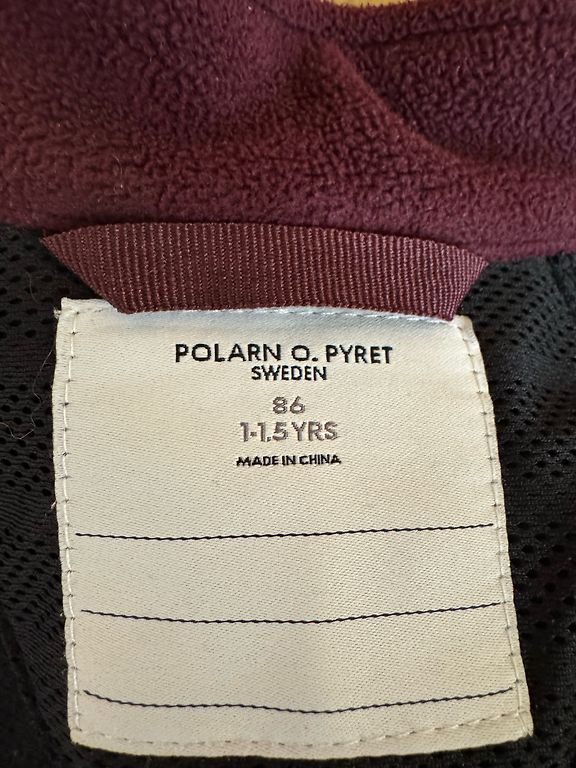 POLARN O. PYRET
SWEDEN
86
1-1,5 YRS
MADE IN CHINA